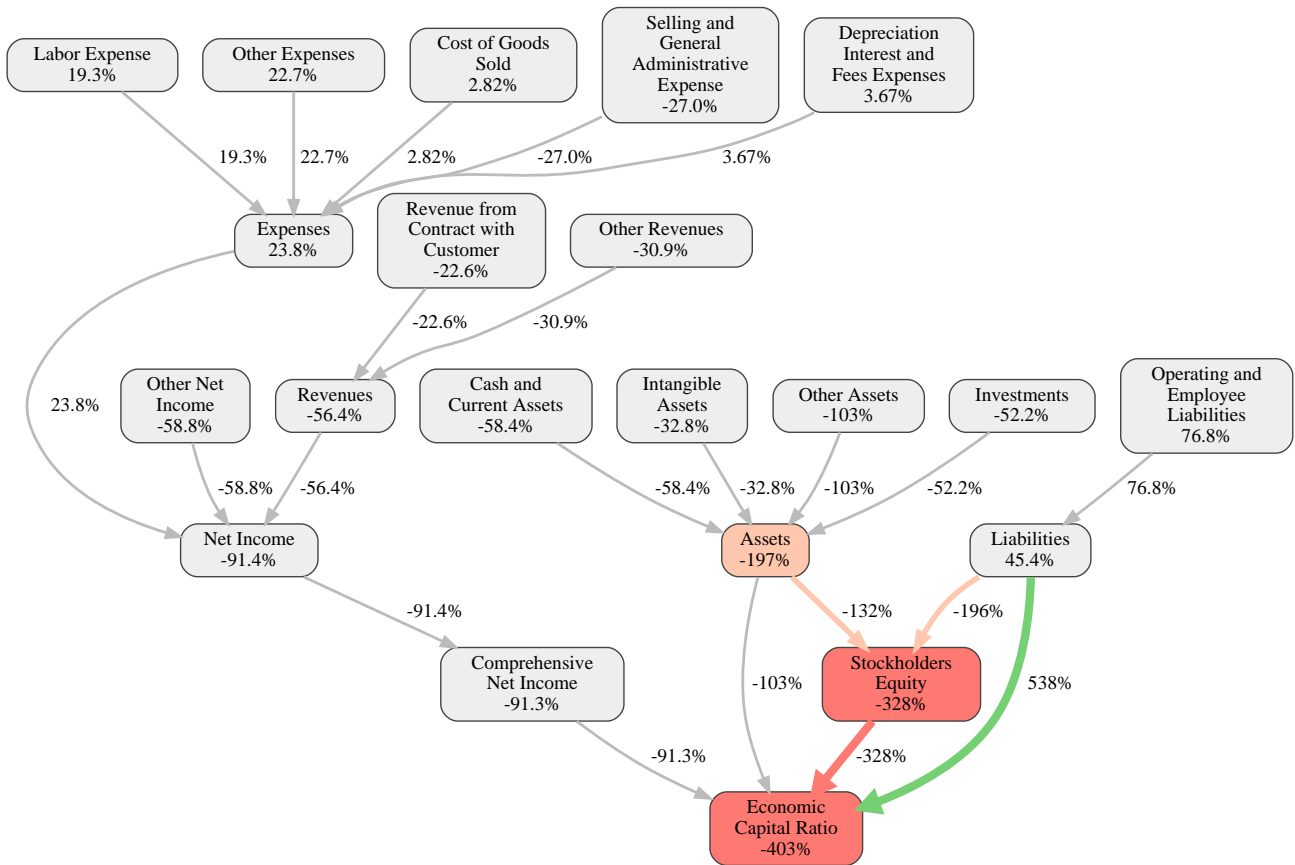 Labor Expense
19.3%
Other Expenses
22.7%
Cost of Goods
Sold
2.82%
Selling and
General
Administrative
Expense
-27.0%
Depreciation
Interest and
Fees Expenses
3.67%
19.3%
22.7%
2.82%
-27.0%
3.67%
Expenses
23.8%
Revenue from
Contract with
Customer
-22.6%
Other Revenues
-30.9%
-22.6%
-30.9%
23.8%
Other Net
Income
-58.8%
Revenues
-56.4%
Cash and
Current Assets
-58.4%
Intangible
Assets
-32.8%
Other Assets
-103%
Investments
-52.2%
Operating and
Employee
Liabilities
76.8%
-58.8%
-56.4%
-58.4%
-32.8%
-103%
-52.2%
76.8%
Net Income
-91.4%
Assets
-197%
Liabilities
45.4%
-91.4%
-132%
-196%
Comprehensive
Net Income
-91.3%
-103%
Stockholders
Equity
-328%
538%
-91.3%
-328%
Economic
Capital Ratio
-403%